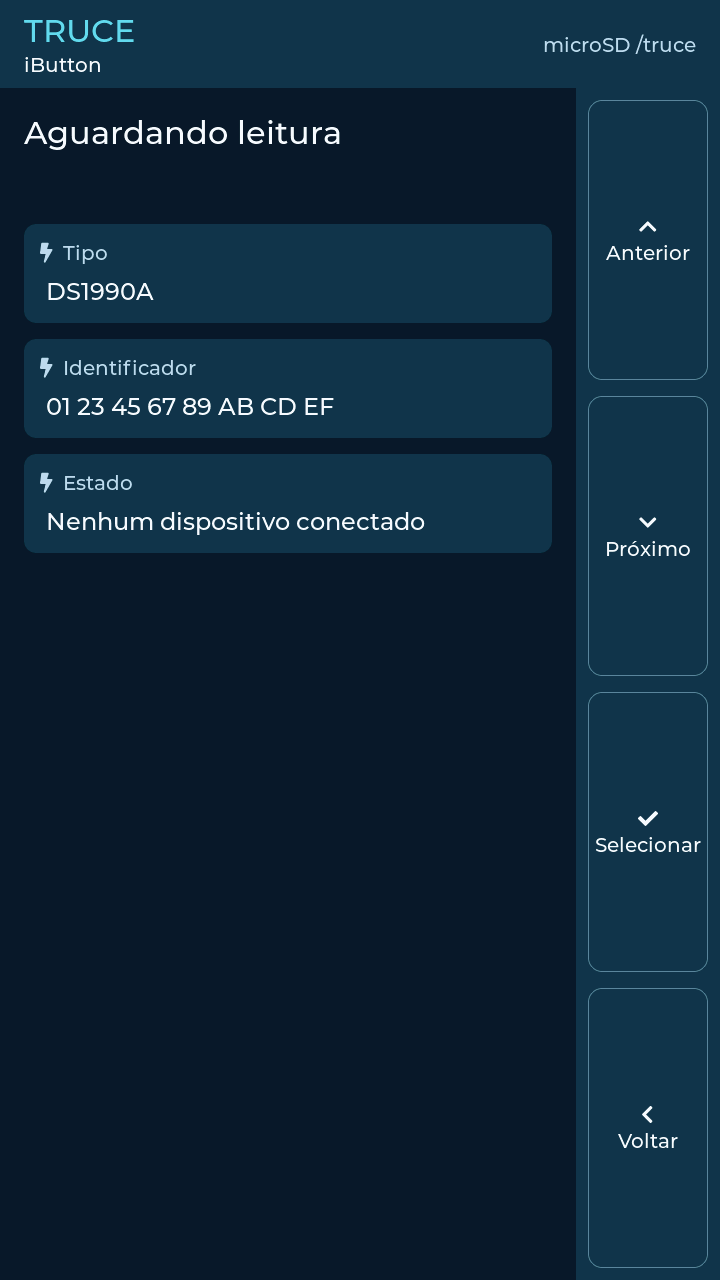 TRUCE
iButton
microSD /truce
Aguardando leitura
Tipo
DS1990A
Identificador
01 23 45 67 89 AB CD EF
Estado
Nenhum dispositivo conectado
Anterior
Próximo
Selecionar
Voltar